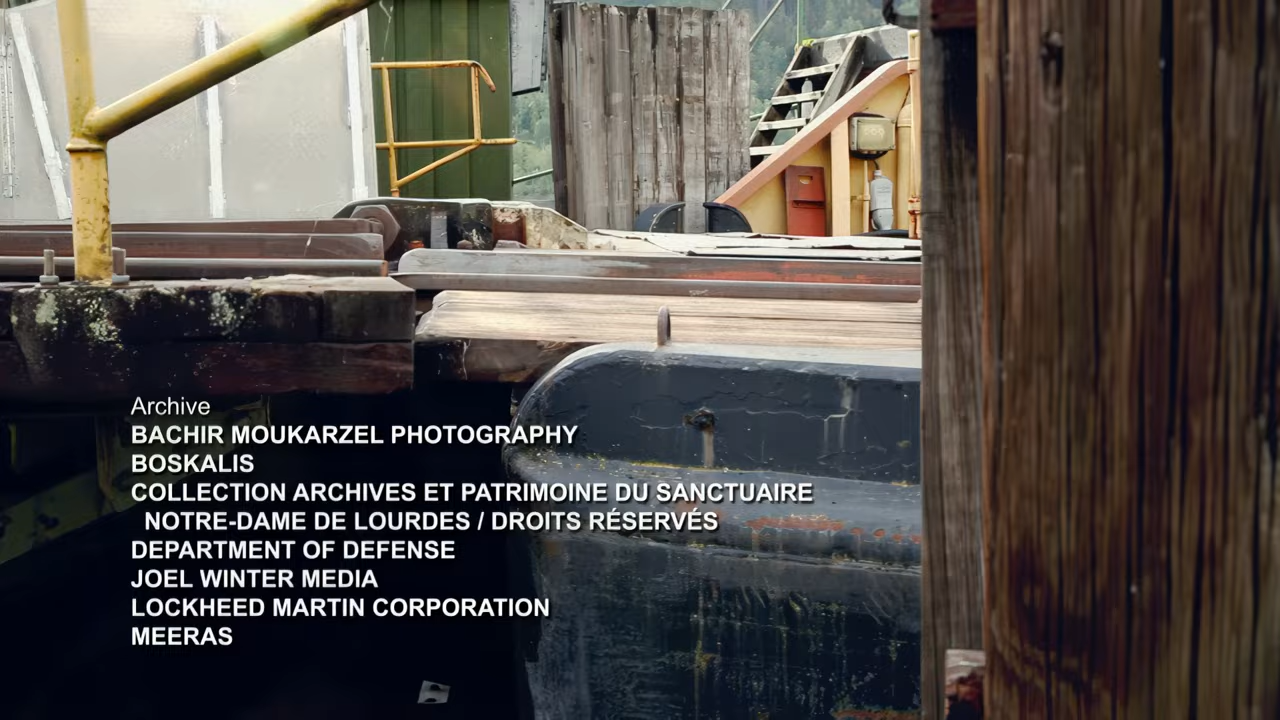 Archive
BACHIR MOUKARZEL PHOTOGRAPHY
BOSKALIS
COLLECTION ARCHIVES ET PATRIMOINE DU SANCTUAIRE
NOTRE-DAME DE LOURDES / DROITS RÉSERVÉS
DEPARTMENT OF DEFENSE
JOEL WINTER MEDIA
LOCKHEED MARTIN CORPORATION
MEERAS